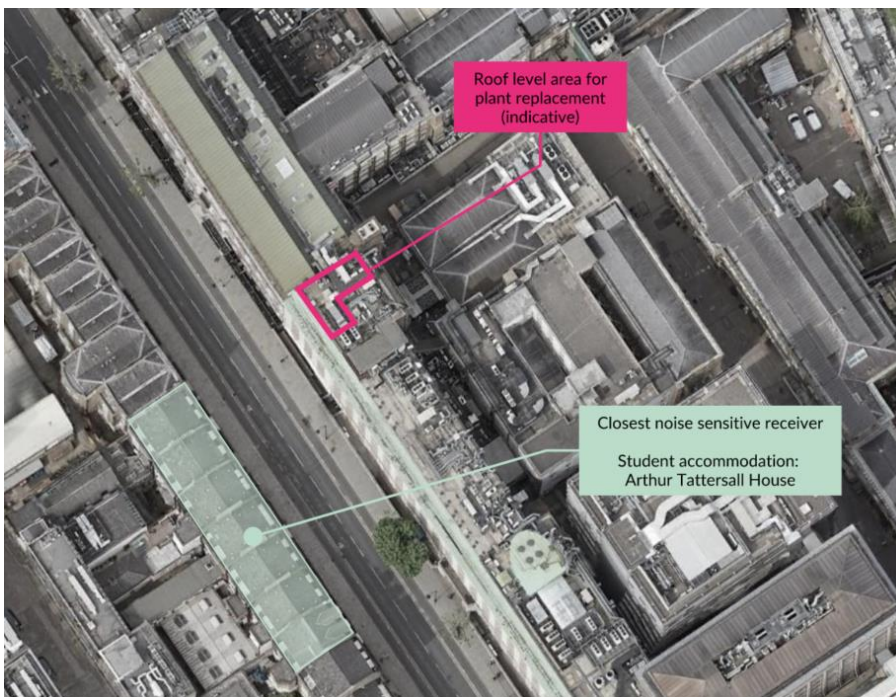 Roof level area for
plant replacement
(indicative)
Closest noise sensitive receiver
Student accommodation:
Arthur Tattersall House